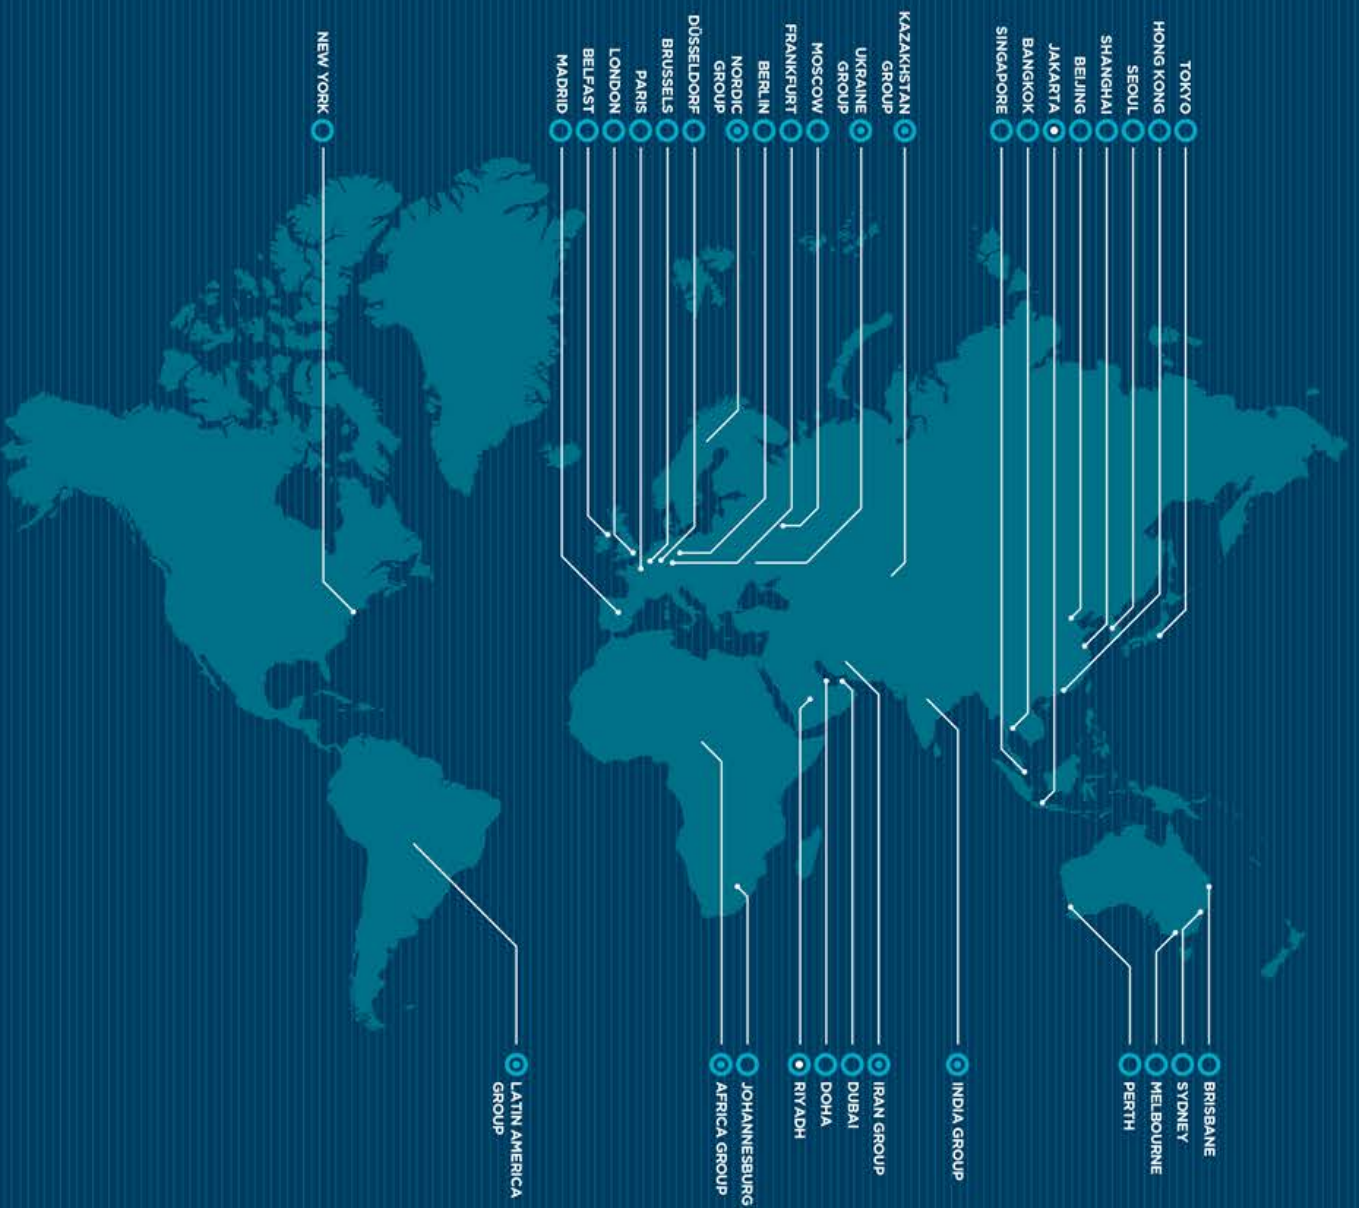 NEW YORK
MADRID
BELFAST
LONDON
PARIS
BRUSSELS
DÜSSELDORF
NORDIC
GROUP
BERLIN
FRANKFURT
MOSCOW
UKRAINE
GROUP
KAZAKHSTAN
GROUP
SINGAPORE
BANGKOK
JAKARTA
BEIJING
SHANGHAI
SEOUL
HONG KONG
TOKYO
LATIN AMERICA
GROUP
AFRICA GROUP
JOHANNESBURG
RIYADH
DOHA
DUBAI
IRAN GROUP
INDIA GROUP
PERTH
MELBOURNE
SYDNEY
BRISBANE